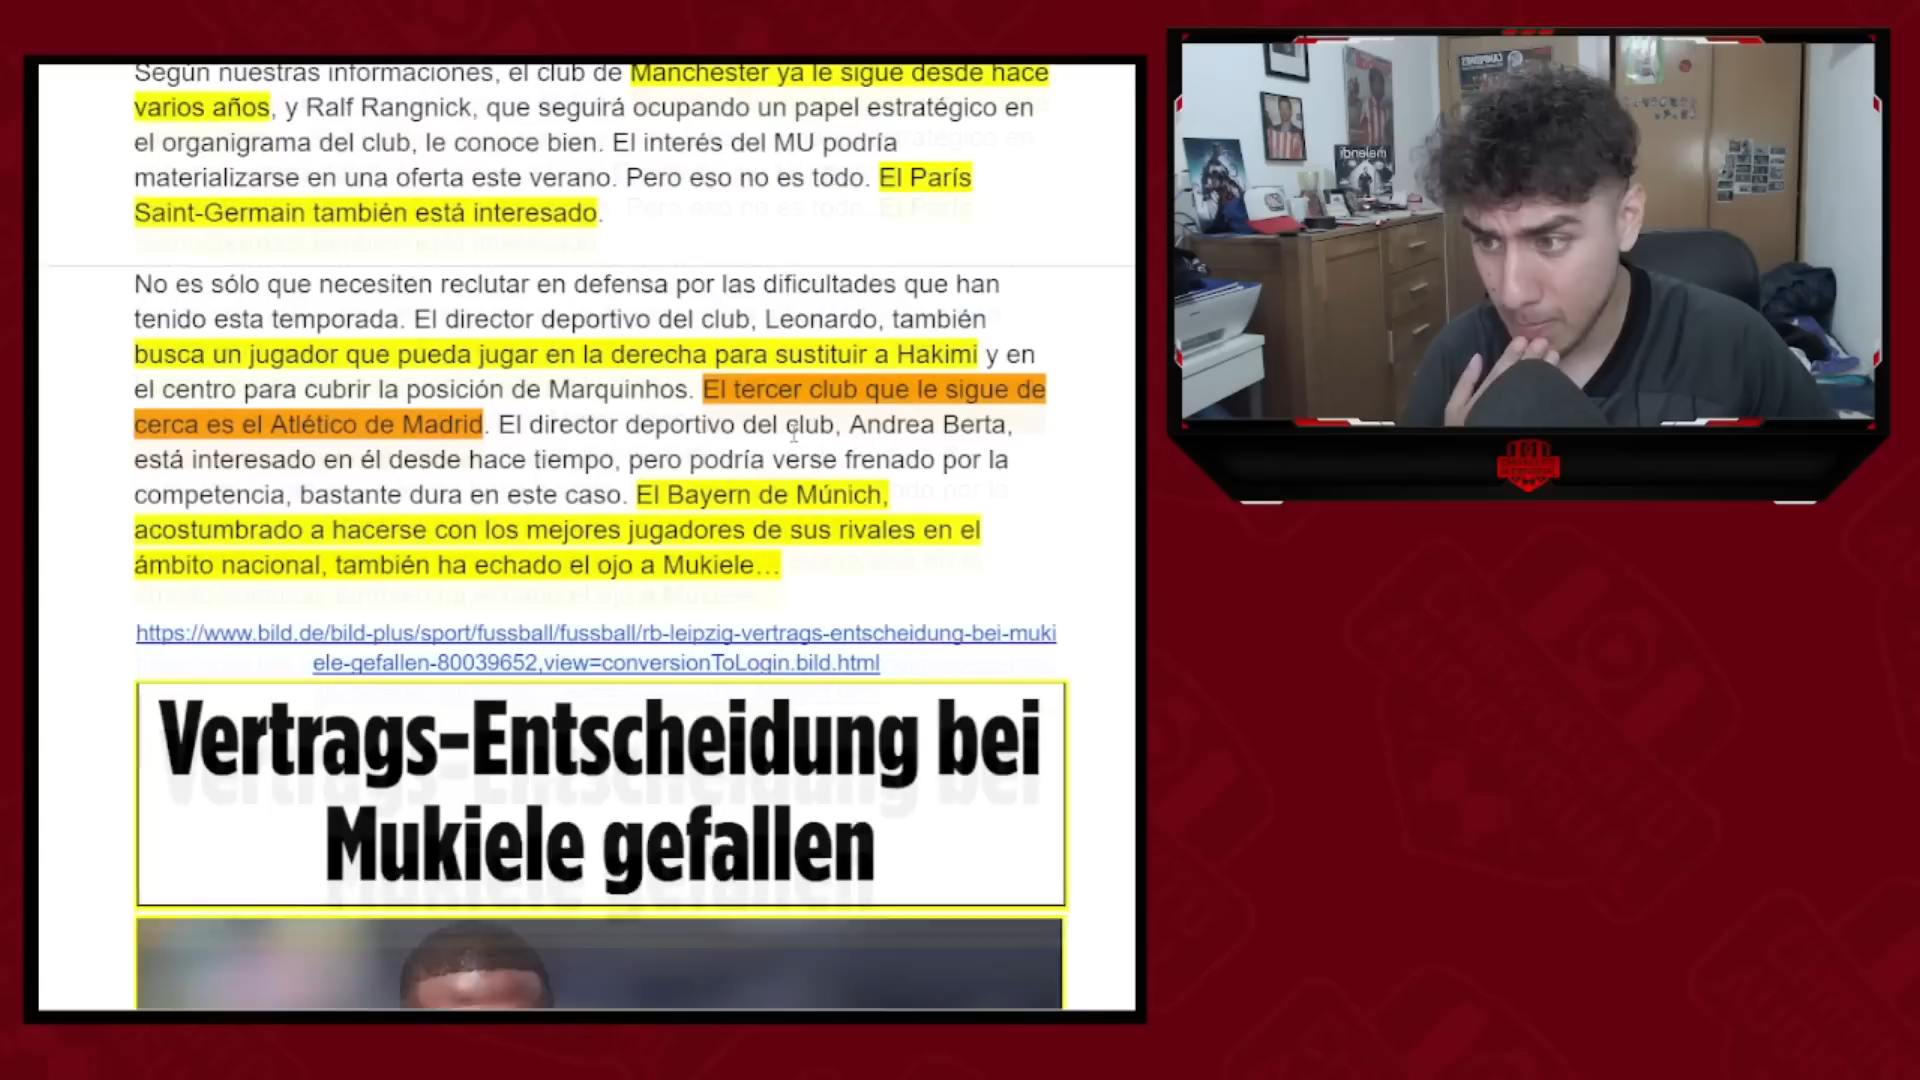 Según nuestras informaciones, el club de Manchester ya le sigue desde hace
varios años, y Ralf Rangnick, que seguirá ocupando un papel estratégico en
el organigrama del club, le conoce bien. El interés del MU podría
materializarse en una oferta este verano. Pero eso no es todo. El París
Saint-Germain también está interesado.
No es sólo que necesiten reclutar en defensa por las dificultades que han
tenido esta temporada. El director deportivo del club, Leonardo, también
busca un jugador que pueda jugar en la derecha para sustituir a Hakimi y en
el centro para cubrir la posición de Marquinhos. El tercer club que le sigue de
cerca es el Atlético de Madrid. El director deportivo del club, Andrea Berta,
está interesado en él desde hace tiempo, pero podría verse frenado por la
competencia, bastante dura en este caso. El Bayern de Múnich,
acostumbrado a hacerse con los mejores jugadores de sus rivales en el
ámbito nacional, también ha echado el ojo a Mukiele…
https://www.bild.de/bild-plus/sport/fussball/fussball/rb-leipzig-vertrags-entscheidung-bei-muki
ele-gefallen-80039652,view=conversionToLogin.bild.html
Vertrags-Entscheidung bei
Mukiele gefallen